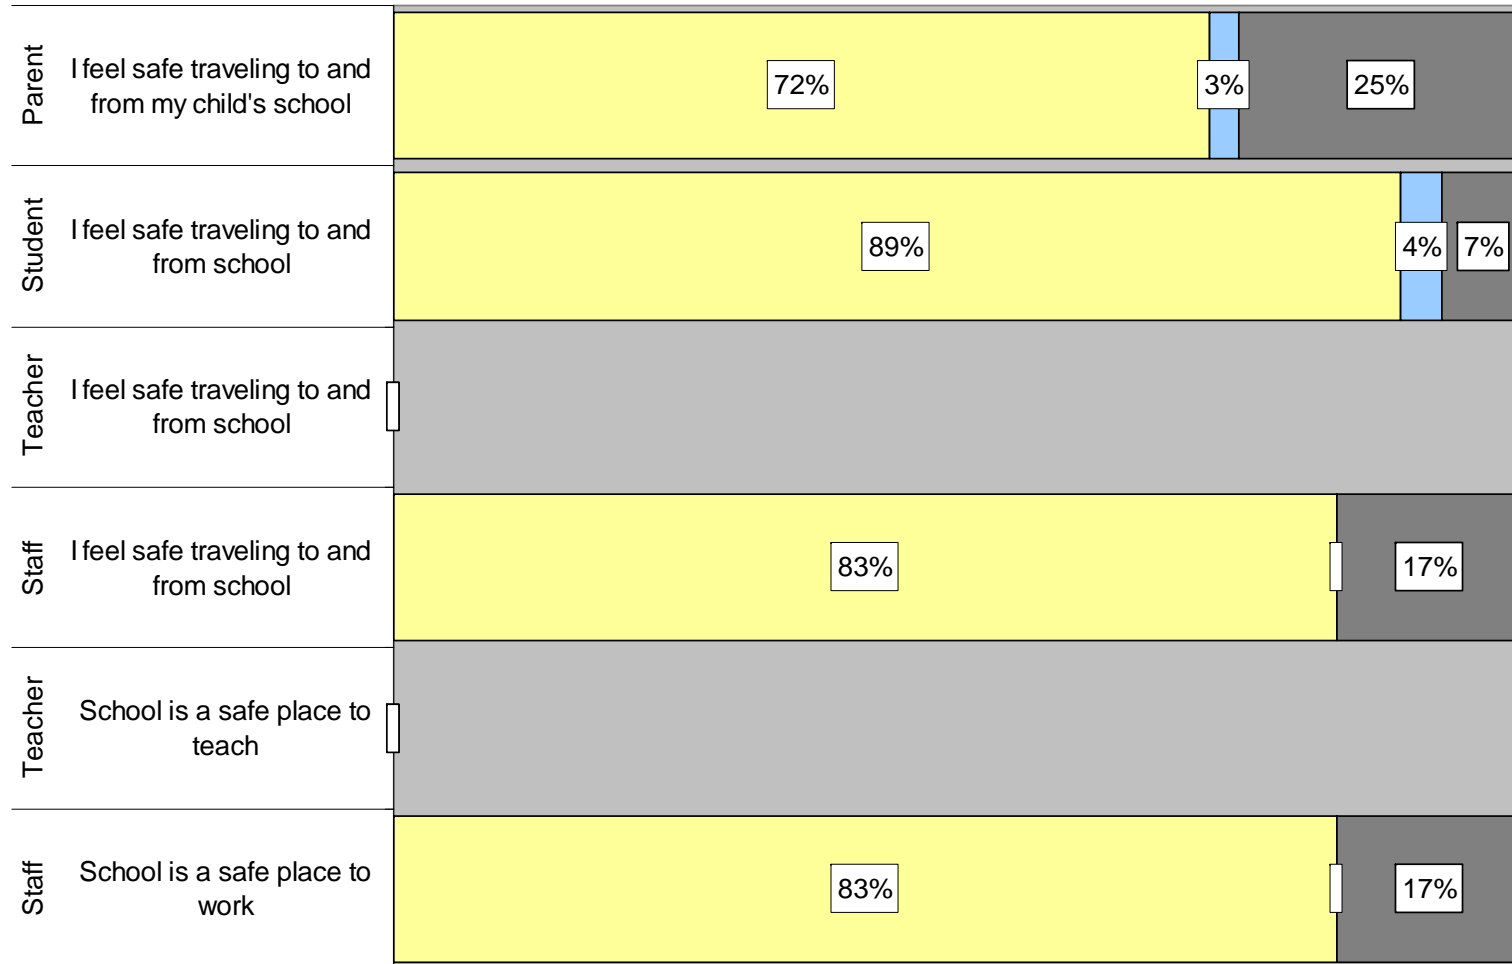 Parent
I feel safe traveling to and
from my child's school
72%
3%
25%
Student
I feel safe traveling to and
from school
89%
4%
7%
Teacher
I feel safe traveling to and
from school
Staff
I feel safe traveling to and
from school
83%
17%
Teacher
School is a safe place to
teach
Staff
School is a safe place to
work
83%
17%